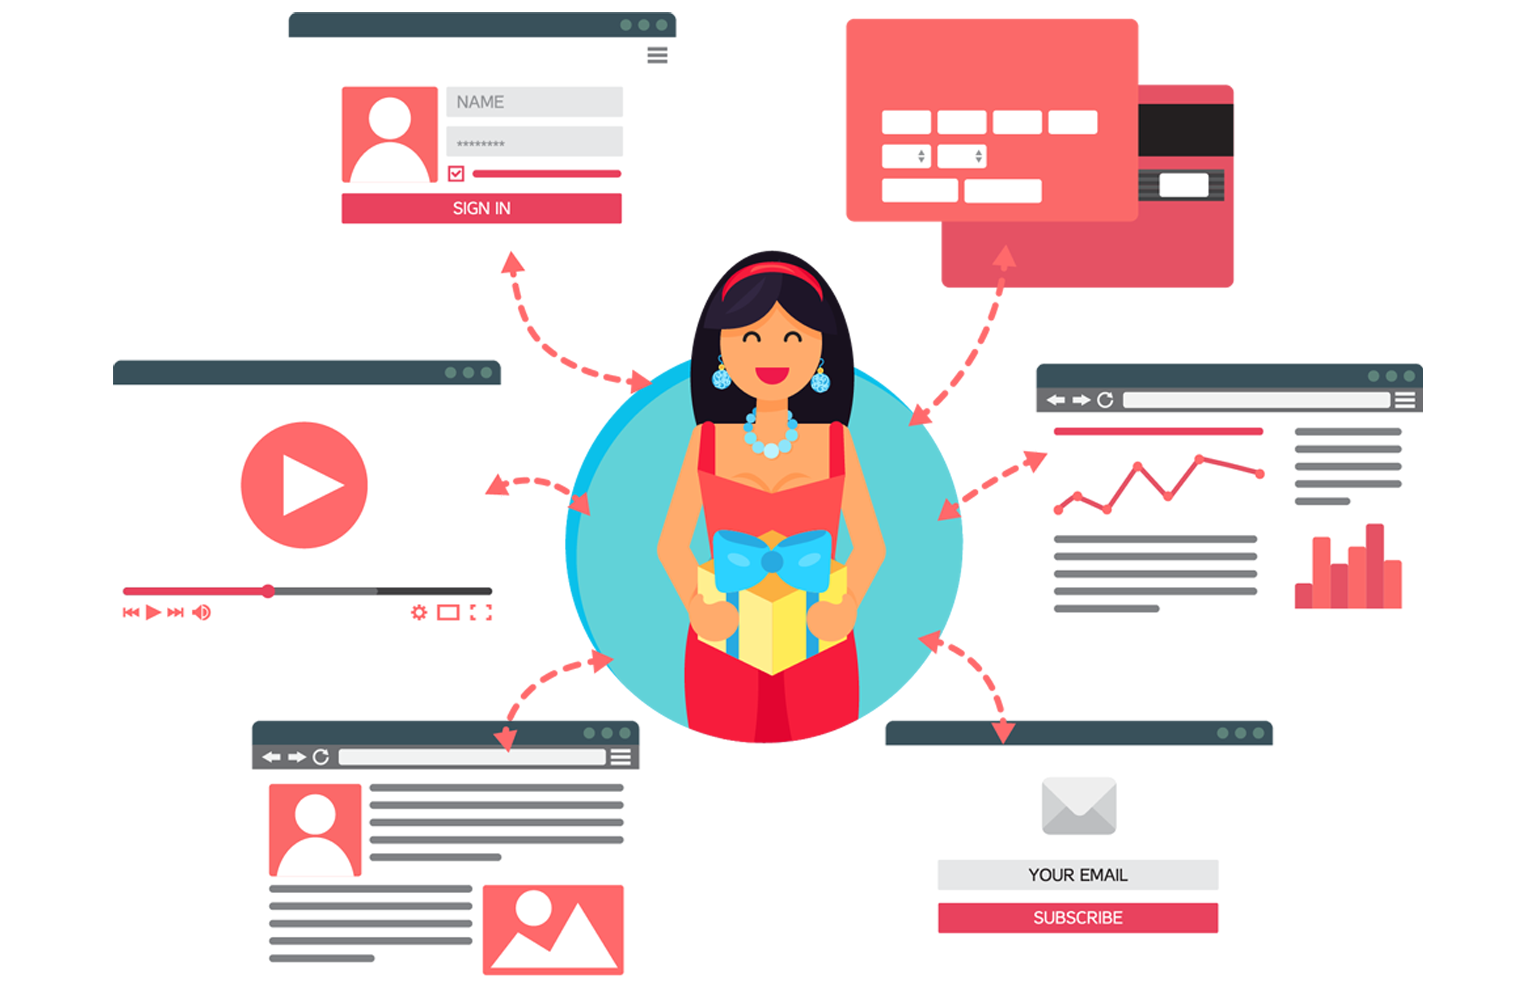 NAME
********
SIGN IN
YOUR EMAIL
SUBSCRIBE